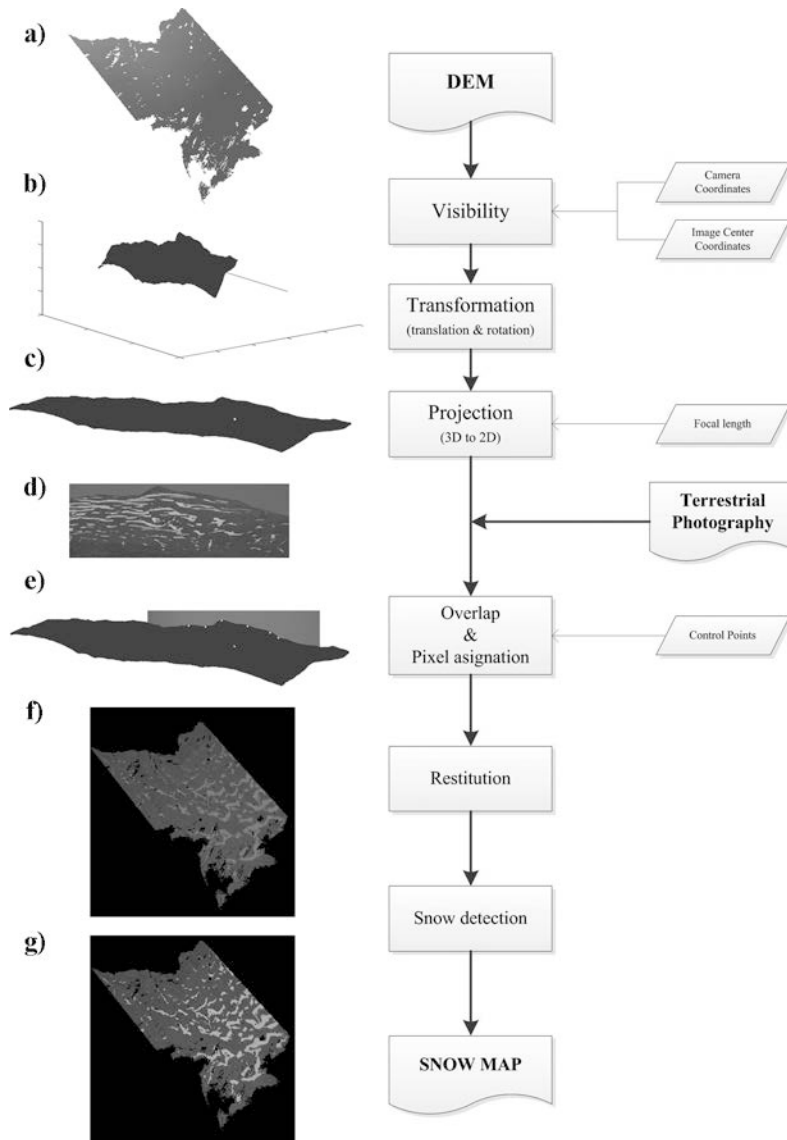 a)
DEM
b)
Visibility
Camera
Coordinates
Image Center
Coordinates
Transformation
(translation & rotation)
c)
Projection
(3D to 2D)
Focal length
d)
Terrestrial
Photography
e)
Overlap
&
Pixel asignation
Control Points
f)
Restitution
Snow detection
g)
SNOW MAP